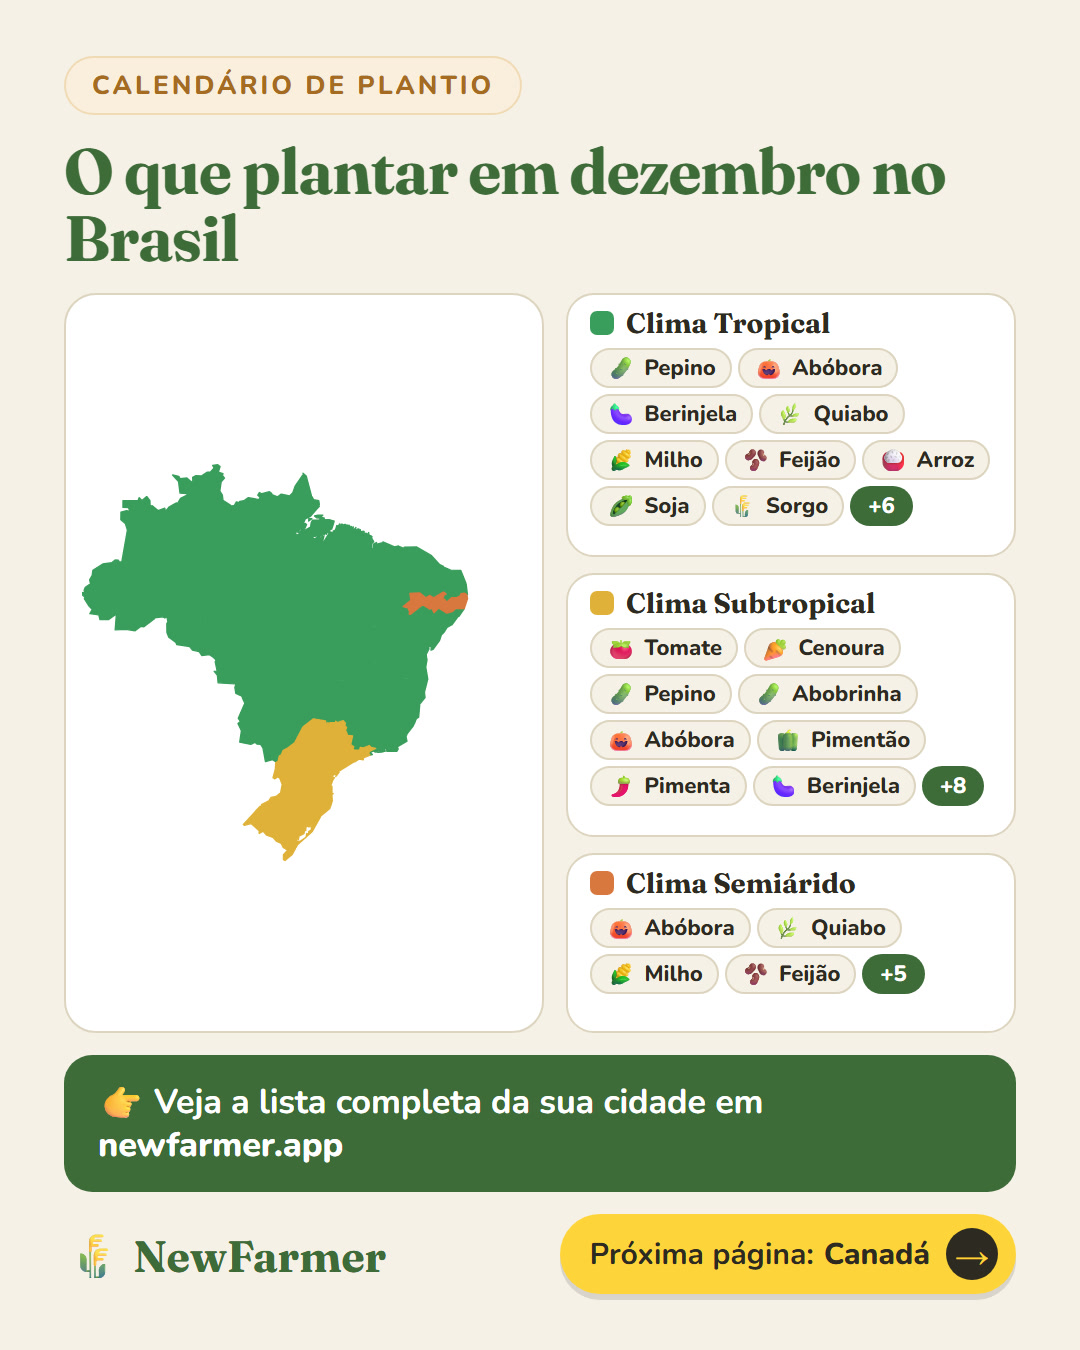 CALENDÁRIO DE PLANTIO
O que plantar em dezembro no
Brasil
Clima Tropical
Pepino Abóbora
Berinjela Quiabo
Milho Feijão Arroz
Soja Sorgo +6
Clima Subtropical
Tomate Cenoura
Pepino Abobrinha
Abóbora Pimentão
Pimenta Berinjela +8
Clima Semiárido
Abóbora Quiabo
Milho Feijão +5
👉 Veja a lista completa da sua cidade em
newfarmer.app
NewFarmer
Próxima página: Canadá →